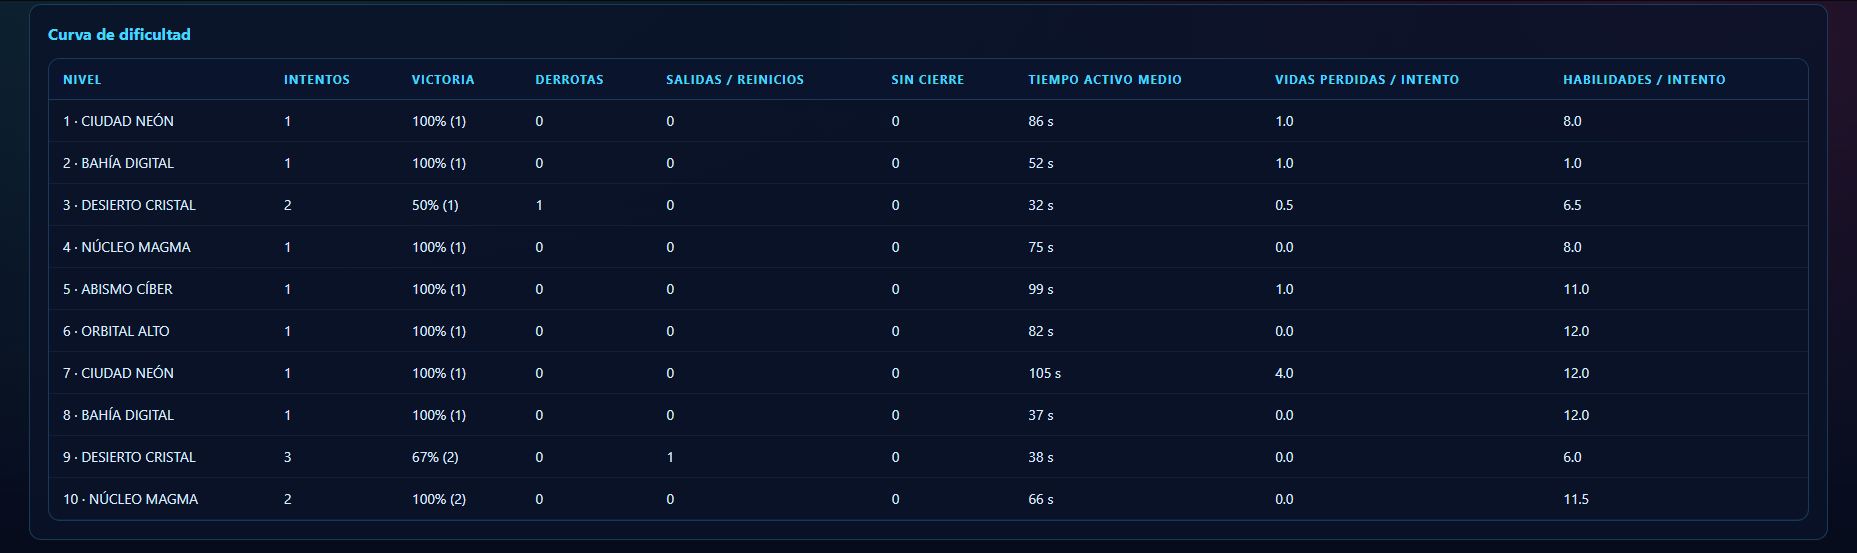 Curva de dificultad
NIVEL INTENTOS VICTORIA DERROTAS SALIDAS / REINICIOS SIN CIERRE TIEMPO ACTIVO MEDIO VIDAS PERDIDAS / INTENTO HABILIDADES / INTENTO
1 · CIUDAD NEÓN 1 100% (1) 0 0 0 86 s 1.0 8.0
2 · BAHÍA DIGITAL 1 100% (1) 0 0 0 52 s 1.0 1.0
3 · DESIERTO CRISTAL 2 50% (1) 1 0 0 32 s 0.5 6.5
4 · NÚCLEO MAGMA 1 100% (1) 0 0 0 75 s 0.0 8.0
5 · ABISMO CÍBER 1 100% (1) 0 0 0 99 s 1.0 11.0
6 · ORBITAL ALTO 1 100% (1) 0 0 0 82 s 0.0 12.0
7 · CIUDAD NEÓN 1 100% (1) 0 0 0 105 s 4.0 12.0
8 · BAHÍA DIGITAL 1 100% (1) 0 0 0 37 s 0.0 12.0
9 · DESIERTO CRISTAL 3 67% (2) 0 1 0 38 s 0.0 6.0
10 · NÚCLEO MAGMA 2 100% (2) 0 0 0 66 s 0.0 11.5